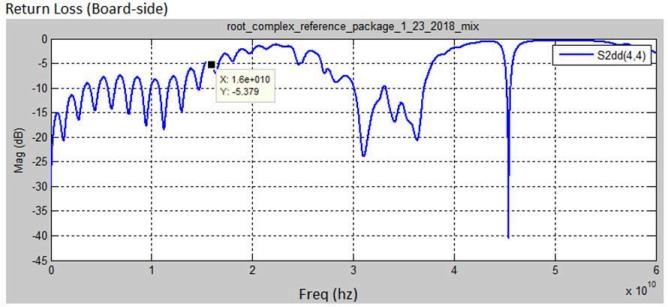 Return Loss (Board-side)
root_complex_reference_package_1_23_2018_mix
S2dd(4,4)
X: 1.6e+010
Y: -5.379
Mag (dB)
0
-5
-10
-15
-20
-25
-30
-35
-40
-45
0 1 2 3 4 5 6
x 10^10
Freq (hz)